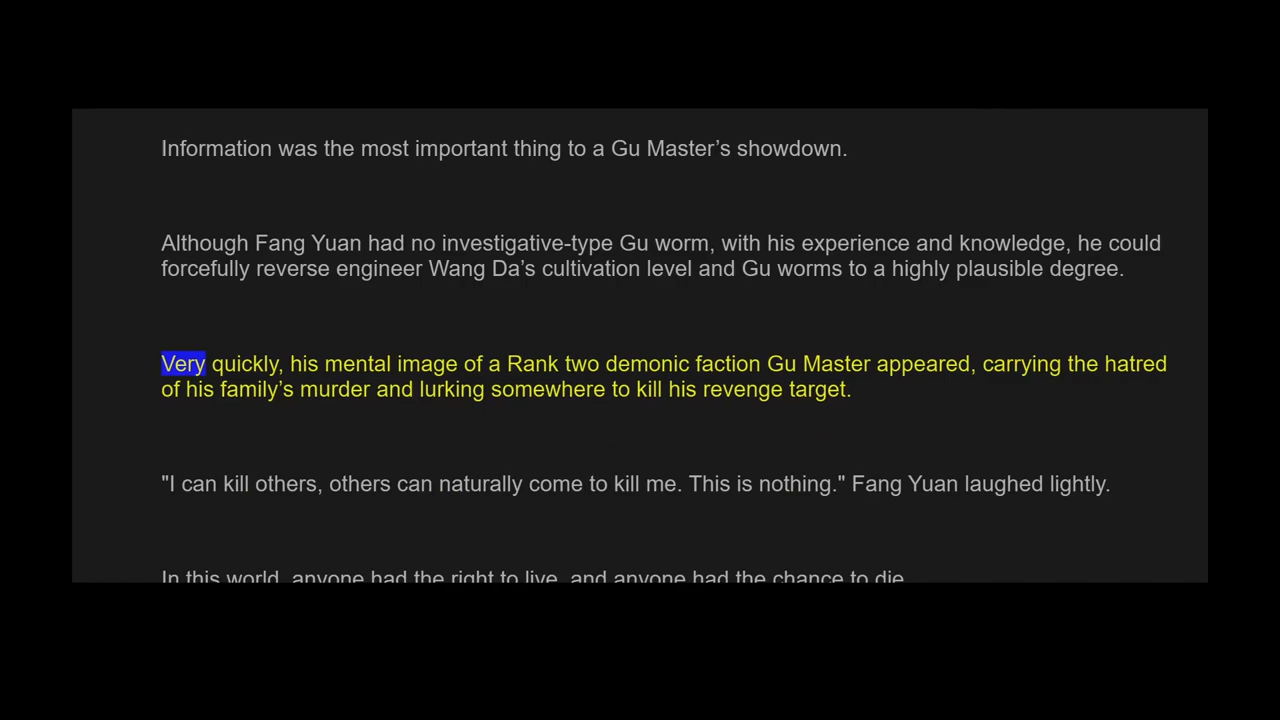 Information was the most important thing to a Gu Master’s showdown.
Although Fang Yuan had no investigative-type Gu worm, with his experience and knowledge, he could
forcefully reverse engineer Wang Da’s cultivation level and Gu worms to a highly plausible degree.
Very quickly, his mental image of a Rank two demonic faction Gu Master appeared, carrying the hatred
of his family’s murder and lurking somewhere to kill his revenge target.
"I can kill others, others can naturally come to kill me. This is nothing." Fang Yuan laughed lightly.
In this world, anyone had the right to live, and anyone had the chance to die.